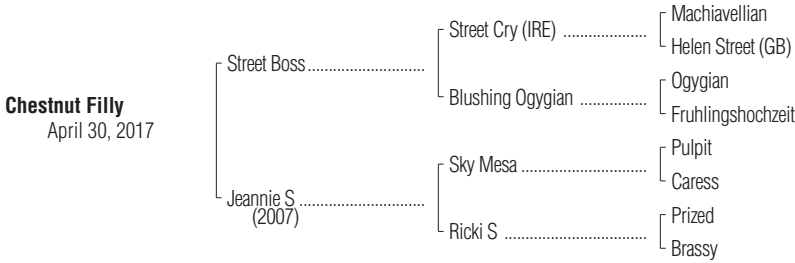 Chestnut Filly
April 30, 2017
Street Boss..........................
Jeannie S ............................
(2007)
Street Cry (IRE) ...................
Blushing Ogygian ...............
Sky Mesa ............................
Ricki S ................................
Machiavellian
Helen Street (GB)
Ogygian
Fruhlingshochzeit
Pulpit
Caress
Prized
Brassy